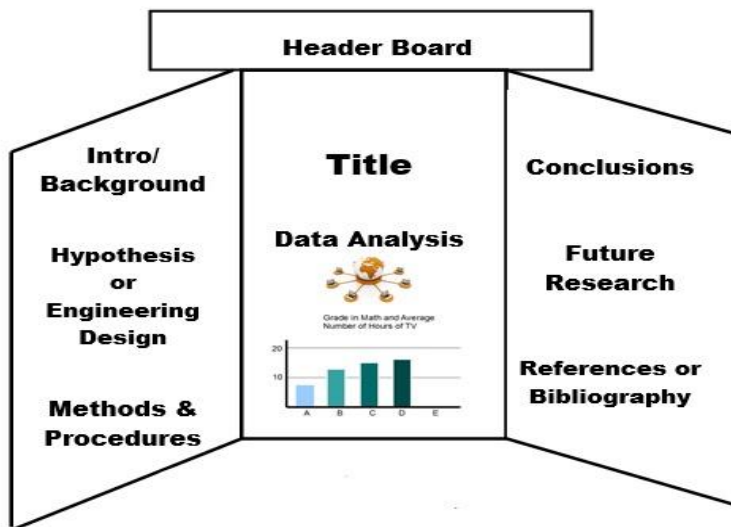 Header Board
Intro/
Background
Hypothesis
or
Engineering
Design
Methods &
Procedures
Title
Data Analysis
Grade in Math and Average
Number of Hours of TV
20
10
A B C D E
Conclusions
Future
Research
References or
Bibliography